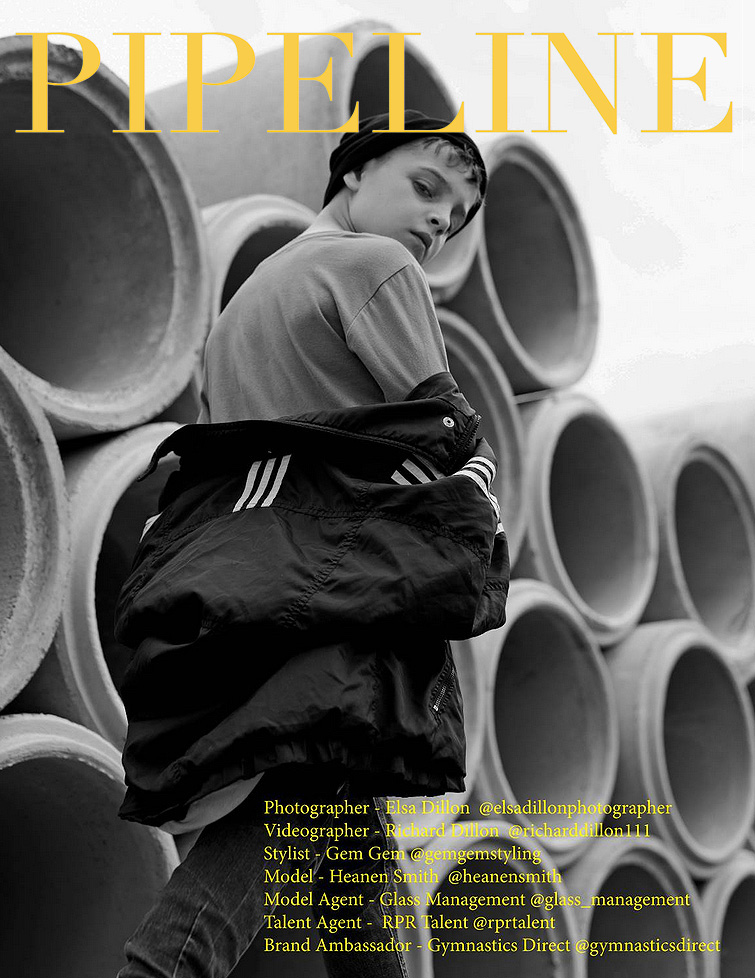 PIPELINE
Photographer - Elsa Dillon @elsadillonphotographer
Videographer - Richard Dillon @richarddillon111
Stylist - Gem Gem @gemgemstyling
Model - Heanen Smith @heanensmith
Model Agent - Glass Management @glass_management
Talent Agent - RPR Talent @rprtalent
Brand Ambassador - Gymnastics Direct @gymnasticsdirect